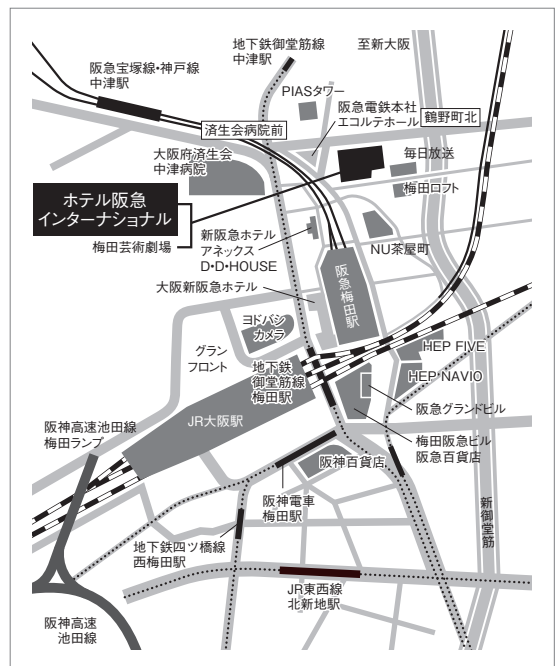 地下鉄御堂筋線
中津駅
至新大阪
阪急宝塚線・神戸線
中津駅
PIASタワー
阪急電鉄本社
エコルテホール
鶴野町北
済生会病院前
大阪府済生会
中津病院
毎日放送
梅田ロフト
ホテル阪急
インターナショナル
梅田芸術劇場
新阪急ホテル
アネックス
D・D・HOUSE
NU茶屋町
阪急梅田駅
大阪新阪急ホテル
ヨドバシ
カメラ
グラン
フロント
地下鉄
御堂筋線
梅田駅
HEP FIVE
HEP NAVIO
阪急グランドビル
JR大阪駅
阪神高速池田線
梅田ランプ
梅田阪急ビル
阪急百貨店
阪神百貨店
阪神電車
梅田駅
新御堂筋
地下鉄四ツ橋線
西梅田駅
JR東西線
北新地駅
阪神高速
池田線